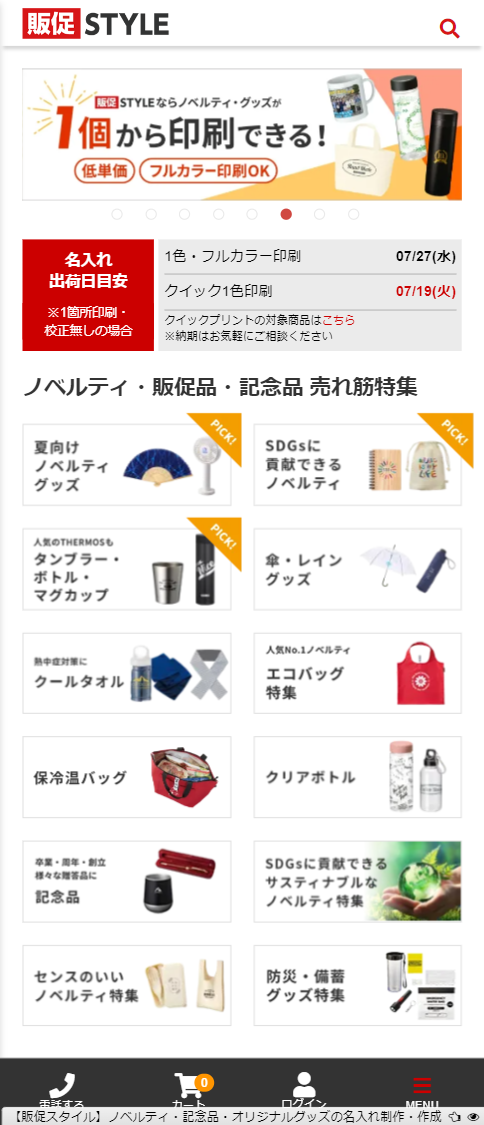 販促 STYLE
販促 STYLEならノベルティ・グッズが
1個から印刷できる!
低単価 フルカラー印刷OK
名入れ
出荷日目安
※1箇所印刷・
校正無しの場合
1色・フルカラー印刷 07/27(水)
クイック1色印刷 07/19(火)
クイックプリントの対象商品はこちら
※納期はお気軽にご相談ください
ノベルティ・販促品・記念品 売れ筋特集
PICK!
夏向け
ノベルティ
グッズ
PICK!
SDGsに
貢献できる
ノベルティ
PICK!
人気のTHERMOSも
タンブラー・
ボトル・
マグカップ
傘・レイン
グッズ
熱中症対策に
クールタオル
人気No.1ノベルティ
エコバッグ
特集
保冷温バッグ
クリアボトル
卒業・周年・創立
様々な贈答品に
記念品
SDGsに貢献できる
サスティナブルな
ノベルティ特集
センスのいい
ノベルティ特集
防災・備蓄
グッズ特集
電話する
カート
0
ログイン
MENU
【販促スタイル】ノベルティ・記念品・オリジナルグッズの名入れ制作・作成